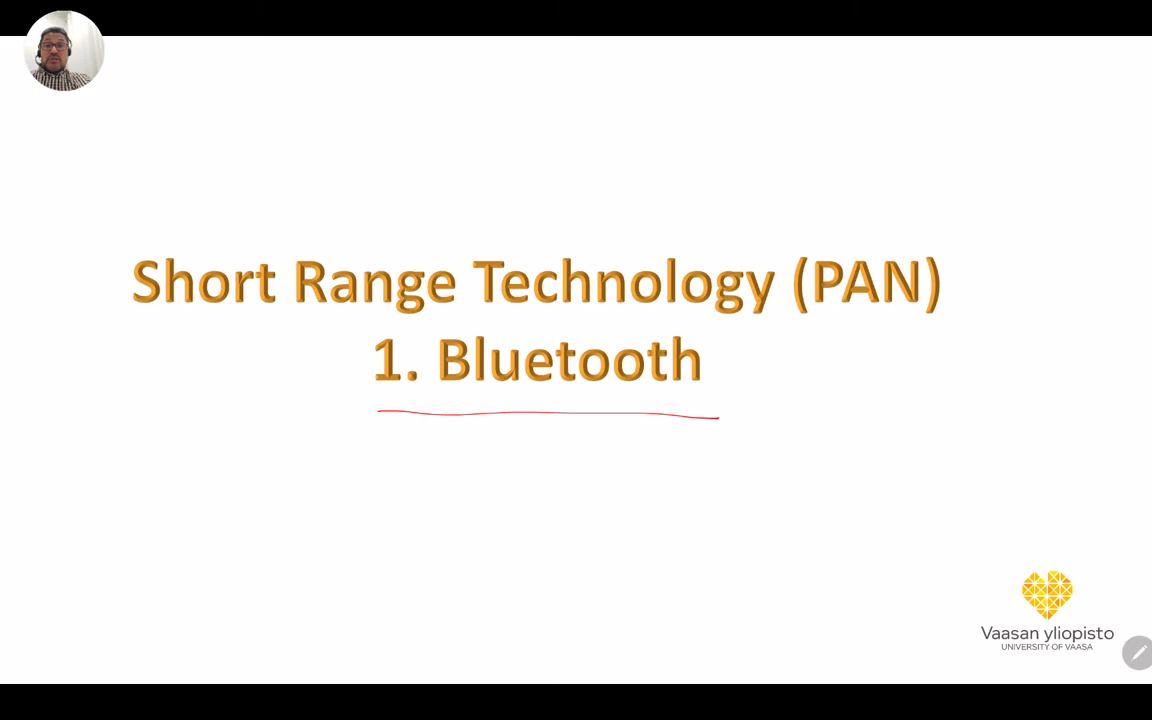 Short Range Technology (PAN)
1. Bluetooth
Vaasan yliopisto
UNIVERSITY OF VAASA